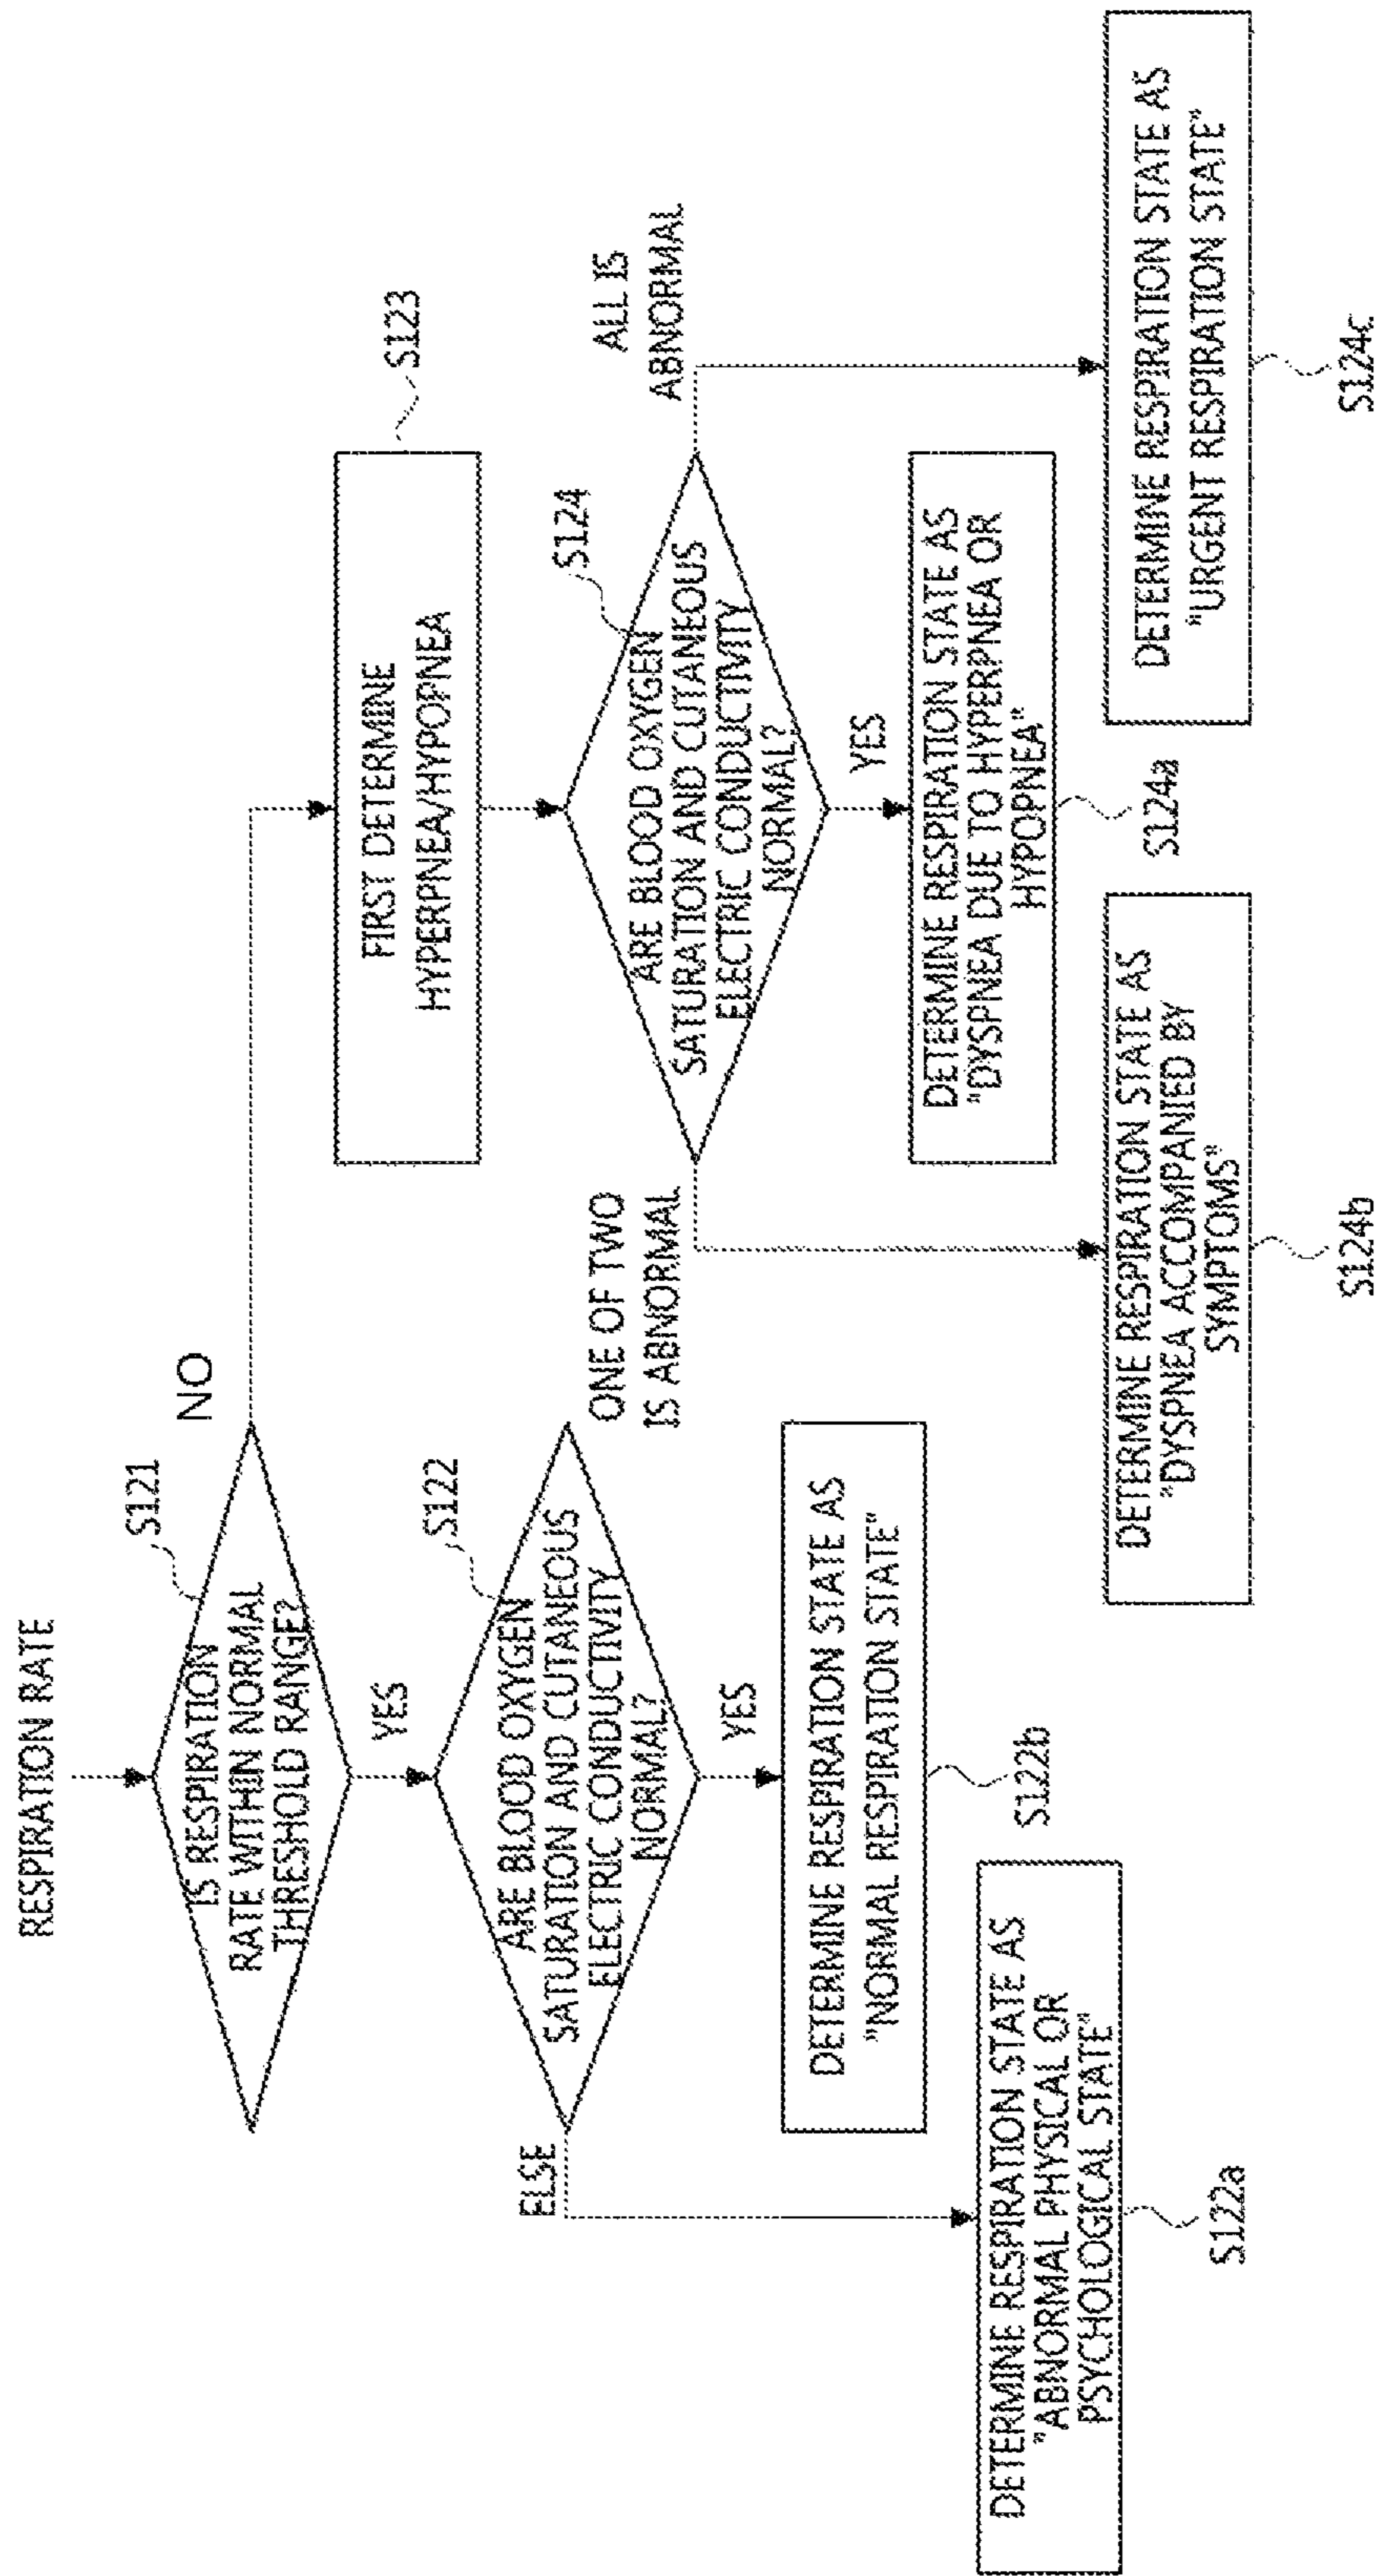 RESPIRATION RATE
S121
IS RESPIRATION
RATE WITHIN NORMAL
THRESHOLD RANGE?
NO
YES
S122
ARE BLOOD OXYGEN
SATURATION AND CUTANEOUS
ELECTRIC CONDUCTIVITY
NORMAL?
ELSE
YES
DETERMINE RESPIRATION STATE AS
"NORMAL RESPIRATION STATE"
S122b
DETERMINE RESPIRATION STATE AS
"ABNORMAL PHYSICAL OR
PSYCHOLOGICAL STATE"
S122a
FIRST DETERMINE
HYPERPNEA/HYPOPNEA
S123
S124
ARE BLOOD OXYGEN
SATURATION AND CUTANEOUS
ELECTRIC CONDUCTIVITY
NORMAL?
ONE OF TWO
IS ABNORMAL
YES
ALL IS
ABNORMAL
DETERMINE RESPIRATION STATE AS
"DYSPNEA DUE TO HYPERPNEA OR
HYPOPNEA"
S124a
DETERMINE RESPIRATION STATE AS
"DYSPNEA ACCOMPANIED BY
SYMPTOMS"
S124b
DETERMINE RESPIRATION STATE AS
"URGENT RESPIRATION STATE"
S124c